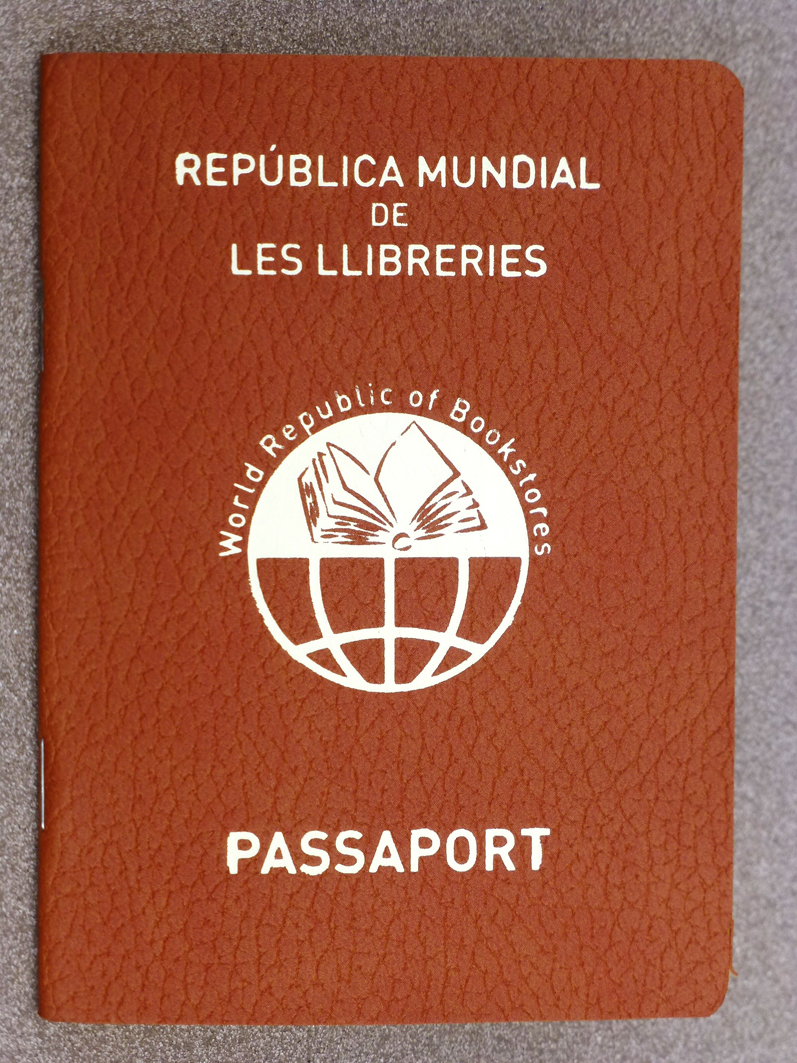 REPÚBLICA MUNDIAL
DE
LES LLIBRERIES
World Republic of Bookstores
PASSAPORT